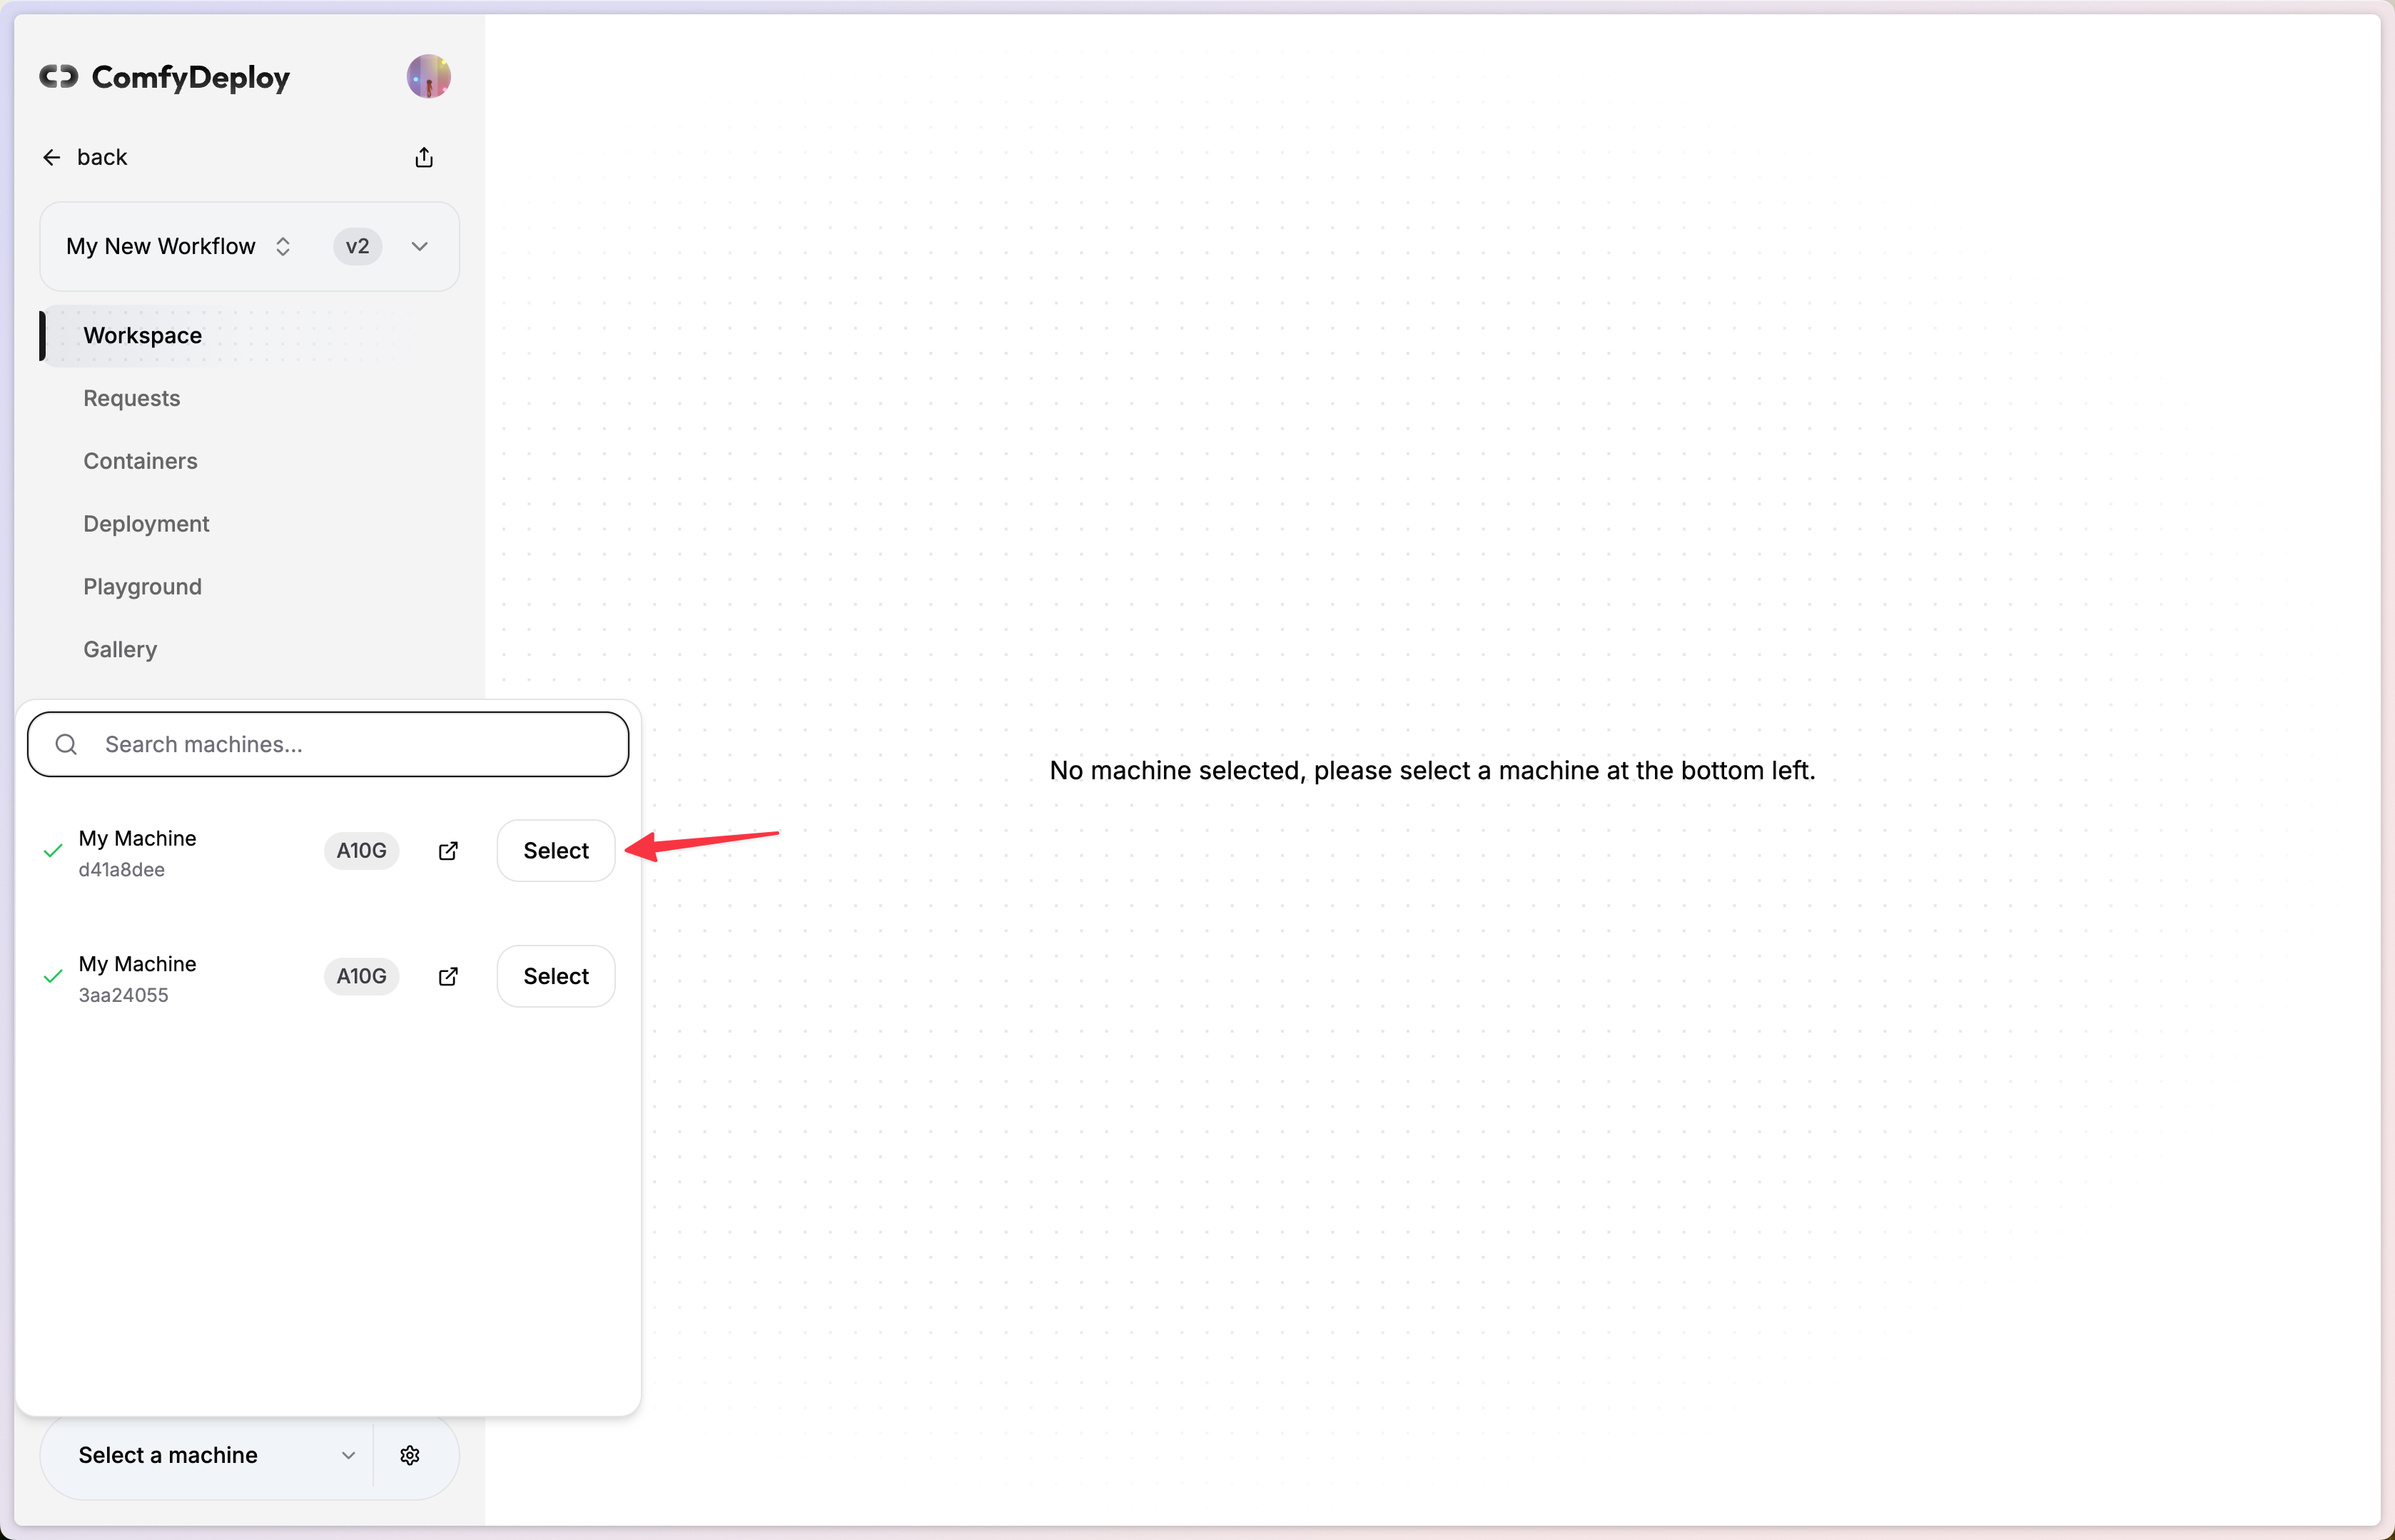 ComfyDeploy
back
My New Workflow v2
Workspace
Requests
Containers
Deployment
Playground
Gallery
Search machines...
My Machine
d41a8dee
A10G
Select
My Machine
3aa24055
A10G
Select
Select a machine
No machine selected, please select a machine at the bottom left.